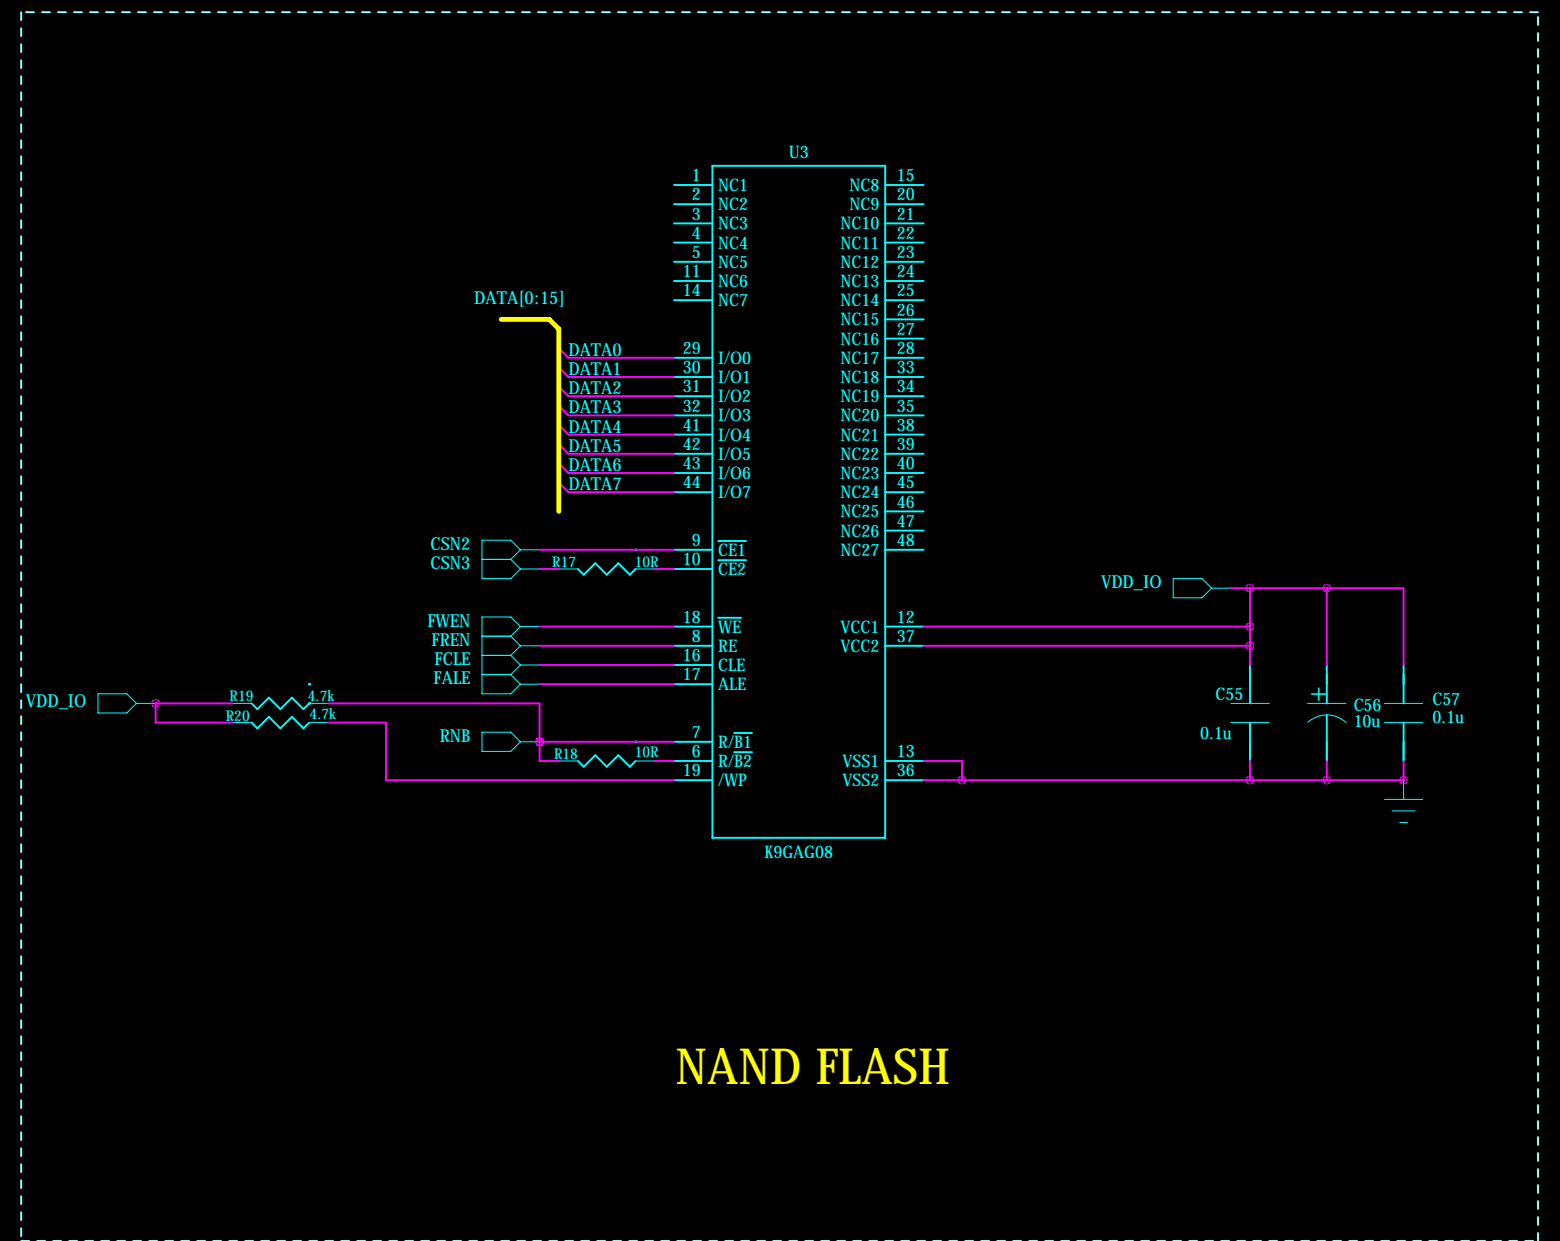 U3
1 NC1 NC8 15
2 NC2 NC9 20
3 NC3 NC10 21
4 NC4 NC11 22
5 NC5 NC12 23
11 NC6 NC13 24
14 NC7 NC14 25
DATA[0:15]
NC15 26
NC16 27
DATA0 29 I/O0 NC17 28
DATA1 30 I/O1 NC18 33
DATA2 31 I/O2 NC19 34
DATA3 32 I/O3 NC20 35
DATA4 41 I/O4 NC21 38
DATA5 42 I/O5 NC22 39
DATA6 43 I/O6 NC23 40
DATA7 44 I/O7 NC24 45
NC25 46
NC26 47
CSN2 9 CE1 NC27 48
CSN3 R17 10R 10 CE2
VDD_IO
FWEN 18 WE VCC1 12
FREN 8 RE VCC2 37
FCLE 16 CLE
FALE 17 ALE
VDD_IO R19 4.7k
R20 4.7k
C55 0.1u
C56 10u
C57 0.1u
RNB 7 R/B1
R18 10R 6 R/B2 VSS1 13
19 /WP VSS2 36
K9GAG08
NAND FLASH